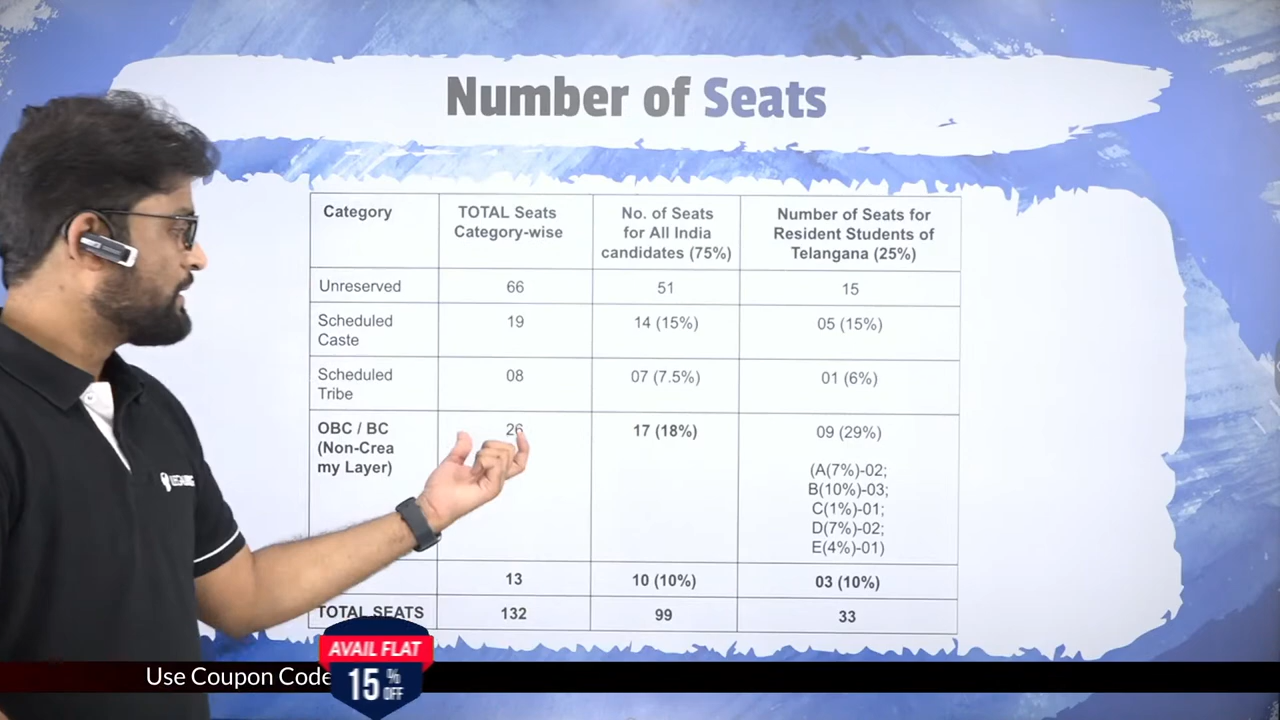 Number of Seats
Category
TOTAL Seats
Category-wise
No. of Seats
for All India
candidates (75%)
Number of Seats for
Resident Students of
Telangana (25%)
Unreserved
66
51
15
Scheduled
Caste
19
14 (15%)
05 (15%)
Scheduled
Tribe
08
07 (7.5%)
01 (6%)
OBC / BC
(Non-Crea
my Layer)
26
17 (18%)
09 (29%)
(A(7%)-02;
B(10%)-03;
C(1%)-01;
D(7%)-02;
E(4%)-01)
13
10 (10%)
03 (10%)
TOTAL SEATS
132
99
33
AVAIL FLAT
15 % OFF
Use Coupon Code